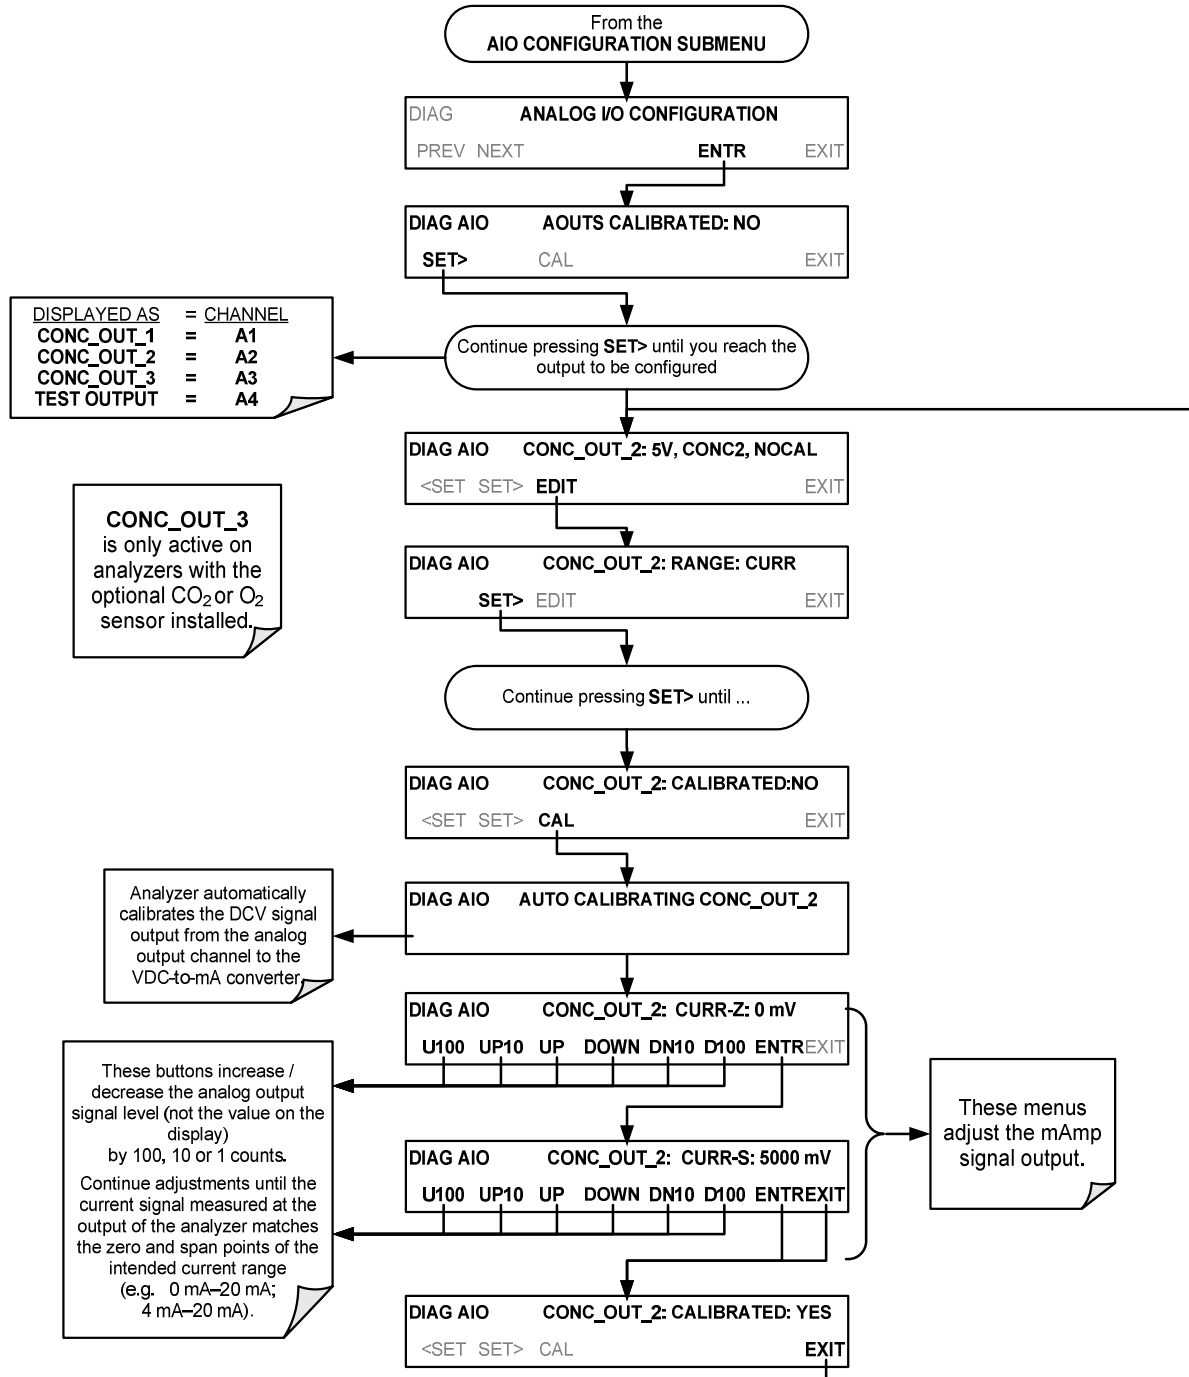 From the
AIO CONFIGURATION SUBMENU
DIAG ANALOG I/O CONFIGURATION
PREV NEXT ENTR EXIT
DIAG AIO AOUTS CALIBRATED: NO
SET> CAL EXIT
DISPLAYED AS = CHANNEL
CONC_OUT_1 = A1
CONC_OUT_2 = A2
CONC_OUT_3 = A3
TEST OUTPUT = A4
Continue pressing SET> until you reach the
output to be configured
DIAG AIO CONC_OUT_2: 5V, CONC2, NOCAL
<SET SET> EDIT EXIT
CONC_OUT_3
is only active on
analyzers with the
optional CO2 or O2
sensor installed.
DIAG AIO CONC_OUT_2: RANGE: CURR
SET> EDIT EXIT
Continue pressing SET> until ...
DIAG AIO CONC_OUT_2: CALIBRATED:NO
<SET SET> CAL EXIT
Analyzer automatically
calibrates the DCV signal
output from the analog
output channel to the
VDC-to-mA converter.
DIAG AIO AUTO CALIBRATING CONC_OUT_2
DIAG AIO CONC_OUT_2: CURR-Z: 0 mV
U100 UP10 UP DOWN DN10 D100 ENTR EXIT
These buttons increase /
decrease the analog output
signal level (not the value on the
display)
by 100, 10 or 1 counts.
Continue adjustments until the
current signal measured at the
output of the analyzer matches
the zero and span points of the
intended current range
(e.g. 0 mA–20 mA;
4 mA–20 mA).
DIAG AIO CONC_OUT_2: CURR-S: 5000 mV
U100 UP10 UP DOWN DN10 D100 ENTR EXIT
These menus
adjust the mAmp
signal output.
DIAG AIO CONC_OUT_2: CALIBRATED: YES
<SET SET> CAL EXIT